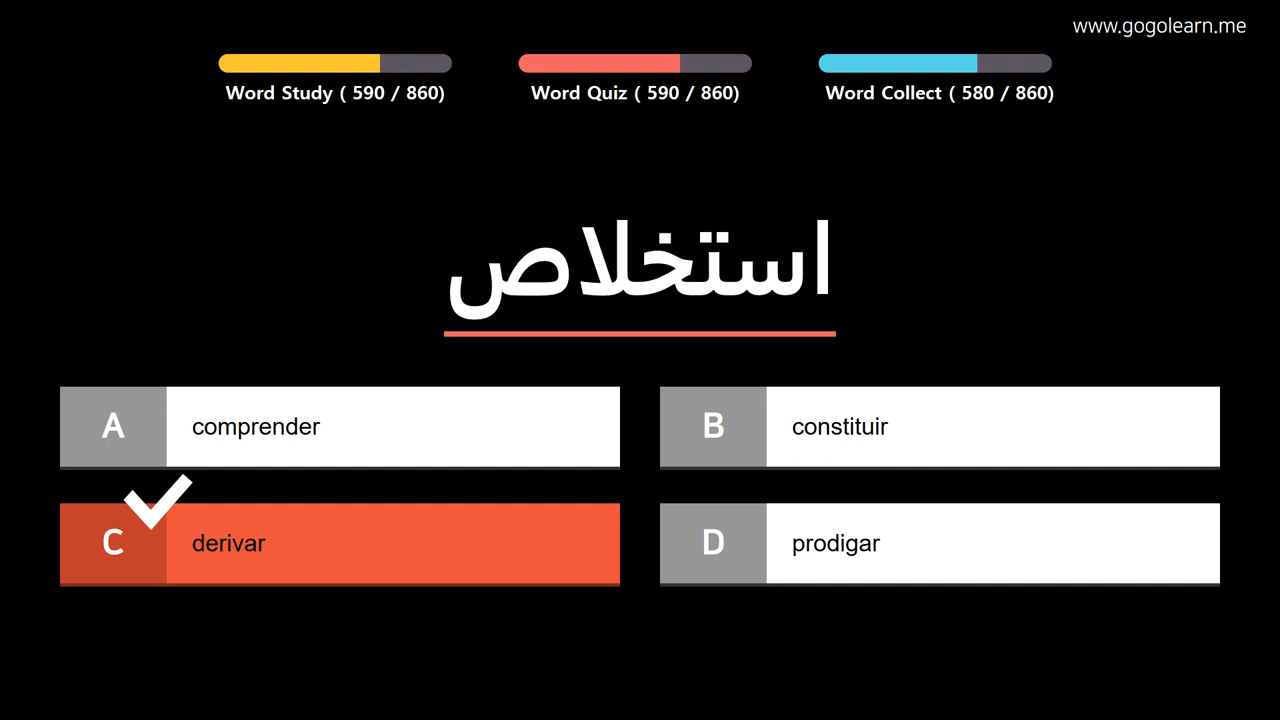 www.gogolearn.me
Word Study ( 590 / 860)
Word Quiz ( 590 / 860)
Word Collect ( 580 / 860)
استخلاص
A comprender
B constituir
C derivar
D prodigar